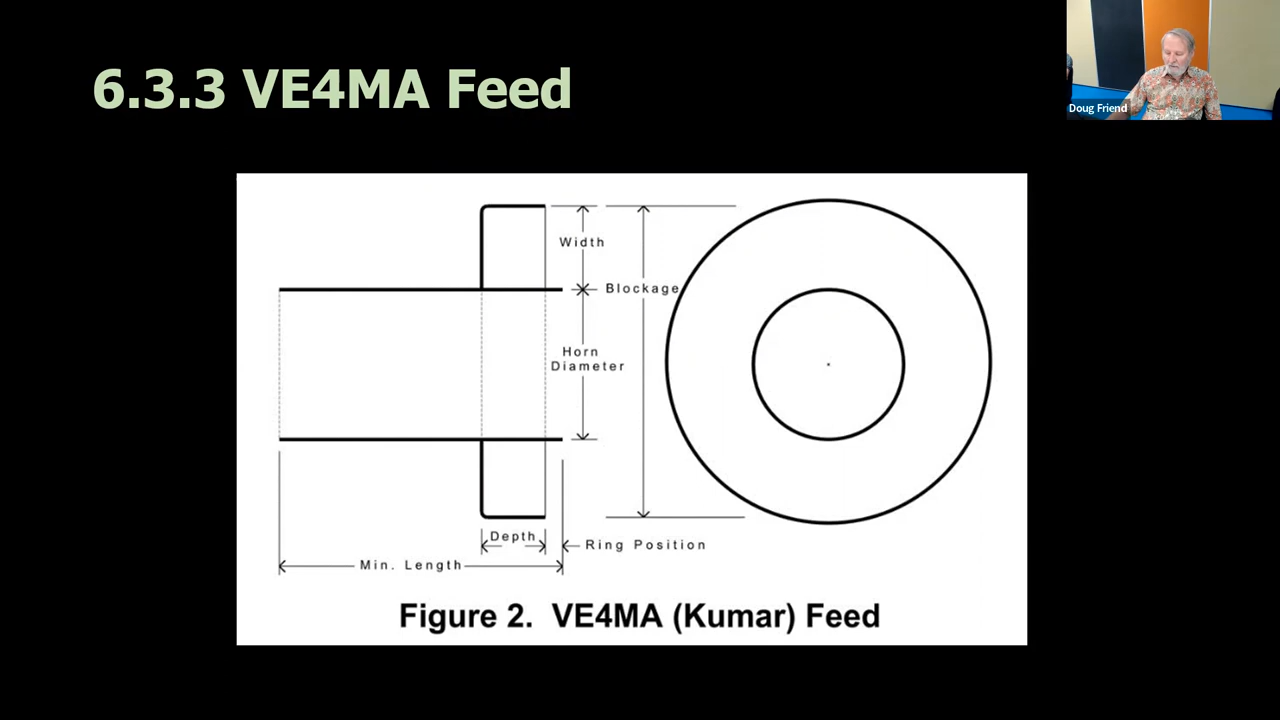 6.3.3 VE4MA Feed
Doug Friend
Width
Blockage
Horn
Diameter
Depth
Ring Position
Min. Length
Figure 2. VE4MA (Kumar) Feed